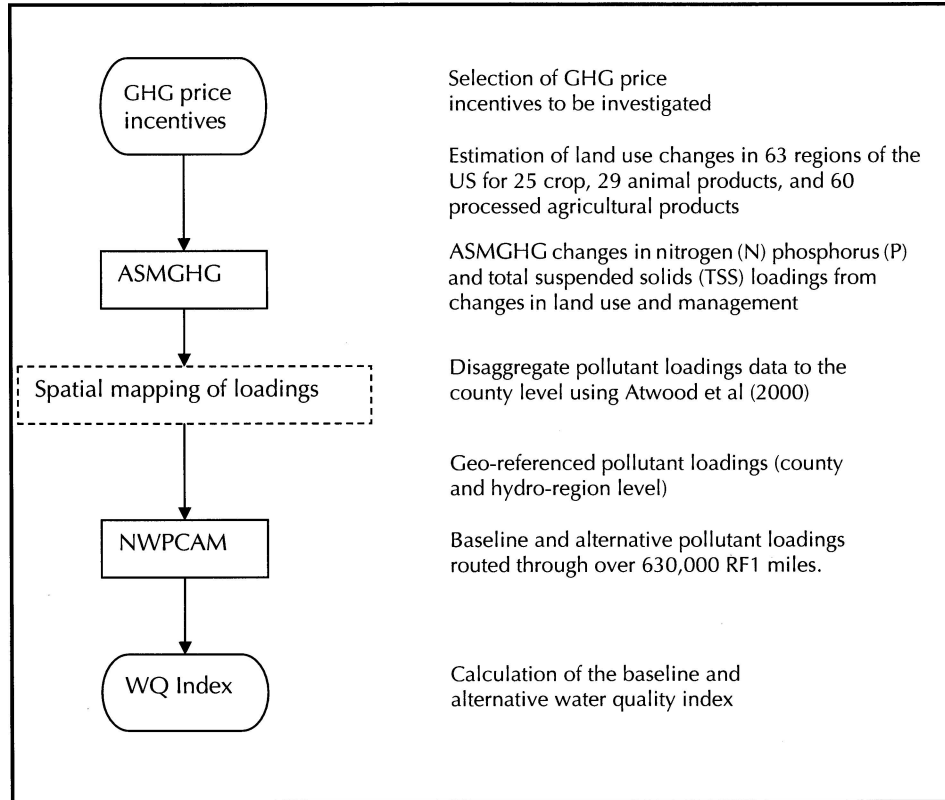 GHG price
incentives
Selection of GHG price
incentives to be investigated
Estimation of land use changes in 63 regions of the
US for 25 crop, 29 animal products, and 60
processed agricultural products
ASMGHG
ASMGHG changes in nitrogen (N) phosphorus (P)
and total suspended solids (TSS) loadings from
changes in land use and management
Spatial mapping of loadings
Disaggregate pollutant loadings data to the
county level using Atwood et al (2000)
Geo-referenced pollutant loadings (county
and hydro-region level)
NWPCAM
Baseline and alternative pollutant loadings
routed through over 630,000 RF1 miles.
WQ Index
Calculation of the baseline and
alternative water quality index